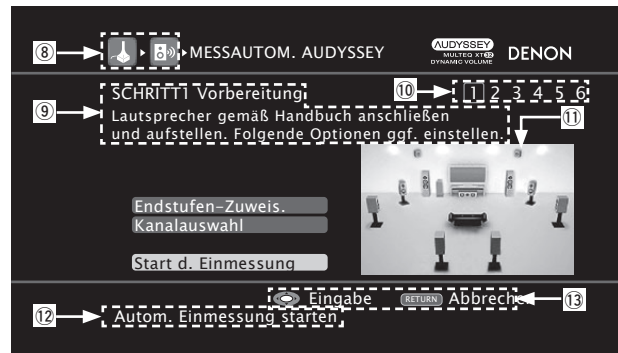 ⑧ MESSAUTOM. AUDYSSEY AUDYSSEY MULTEQ XT32 DYNAMIC VOLUME DENON
⑨ SCHRITT1 Vorbereitung ⑩ 1 2 3 4 5 6
Lautsprecher gemäß Handbuch anschließen ⑪
und aufstellen. Folgende Optionen ggf. einstellen.
Endstufen-Zuweis.
Kanalauswahl
Start d. Einmessung
Eingabe RETURN Abbrechen ⑬
⑫ Autom. Einmessung starten